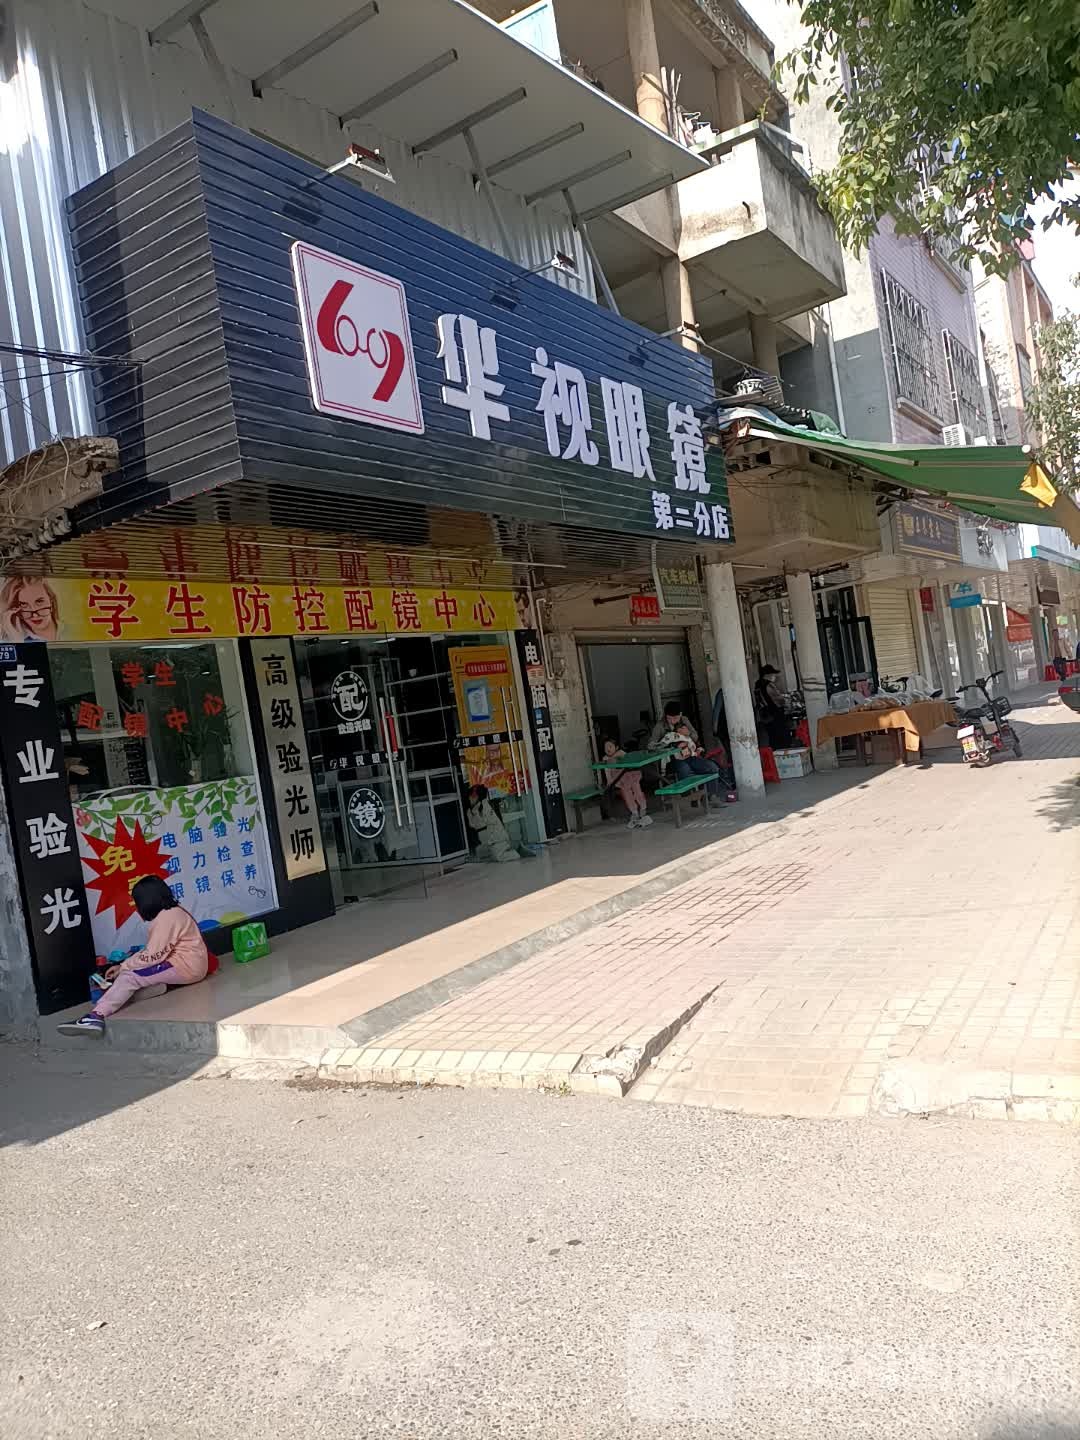 华视眼镜
第二分店
学生防控配镜中心
专业验光
学生
配镜中心
高级验光师
配
镜
华视眼镜
电脑配镜
免费
电脑验光
视力检查
眼镜保养
79